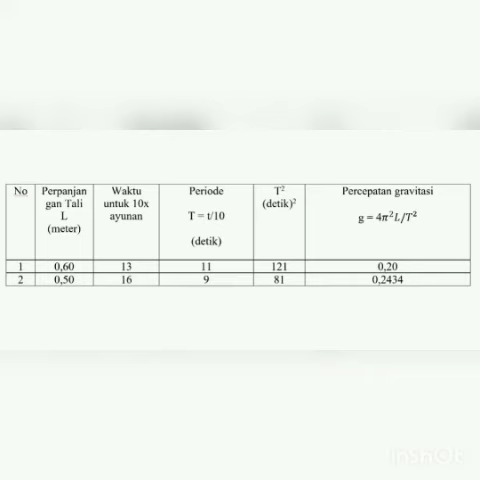 No Perpanjan Waktu Periode T² Percepatan gravitasi
gan Tali untuk 10x (detik)²
L ayunan T = t/10 g = 4π²L/T²
(meter)
(detik)
1 0,60 13 11 121 0,20
2 0,50 16 9 81 0,2434
InShOt